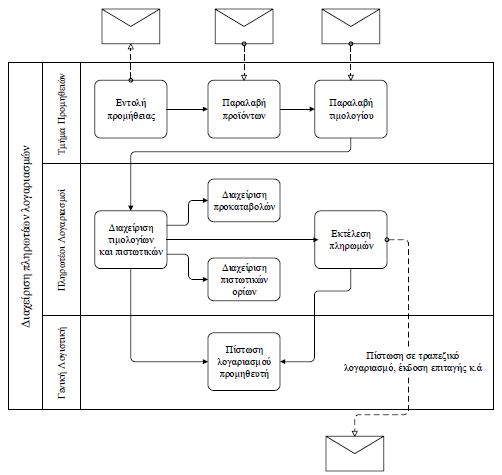 Διαχείριση πληρωτέων λογαριασμών
Τμήμα Προμηθειών
Εντολή
προμήθειας
Παραλαβή
προϊόντων
Παραλαβή
τιμολογίου
Πληρωτέοι Λογαριασμοί
Διαχείριση
τιμολογίων
και πιστωτικών
Διαχείριση
προκαταβολών
Διαχείριση
πιστωτικών
ορίων
Εκτέλεση
πληρωμών
Γενική Λογιστική
Πίστωση
λογαριασμού
προμηθευτή
Πίστωση σε τραπεζικό
λογαριασμό, έκδοση επιταγής κ.ά